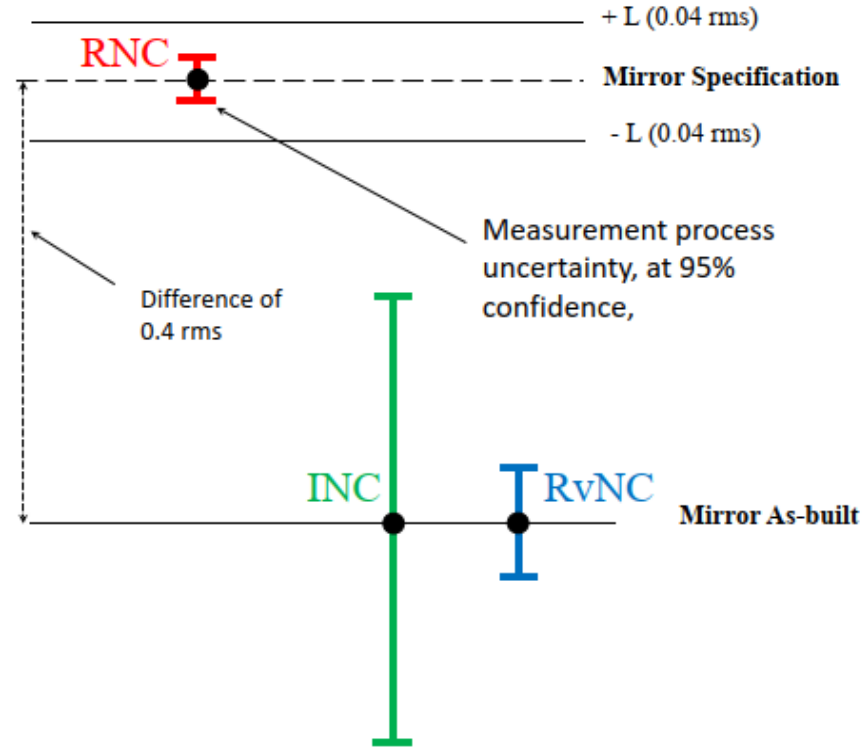 + L (0.04 rms)
RNC
Mirror Specification
- L (0.04 rms)
Measurement process
uncertainty, at 95%
confidence,
Difference of
0.4 rms
INC
RvNC
Mirror As-built